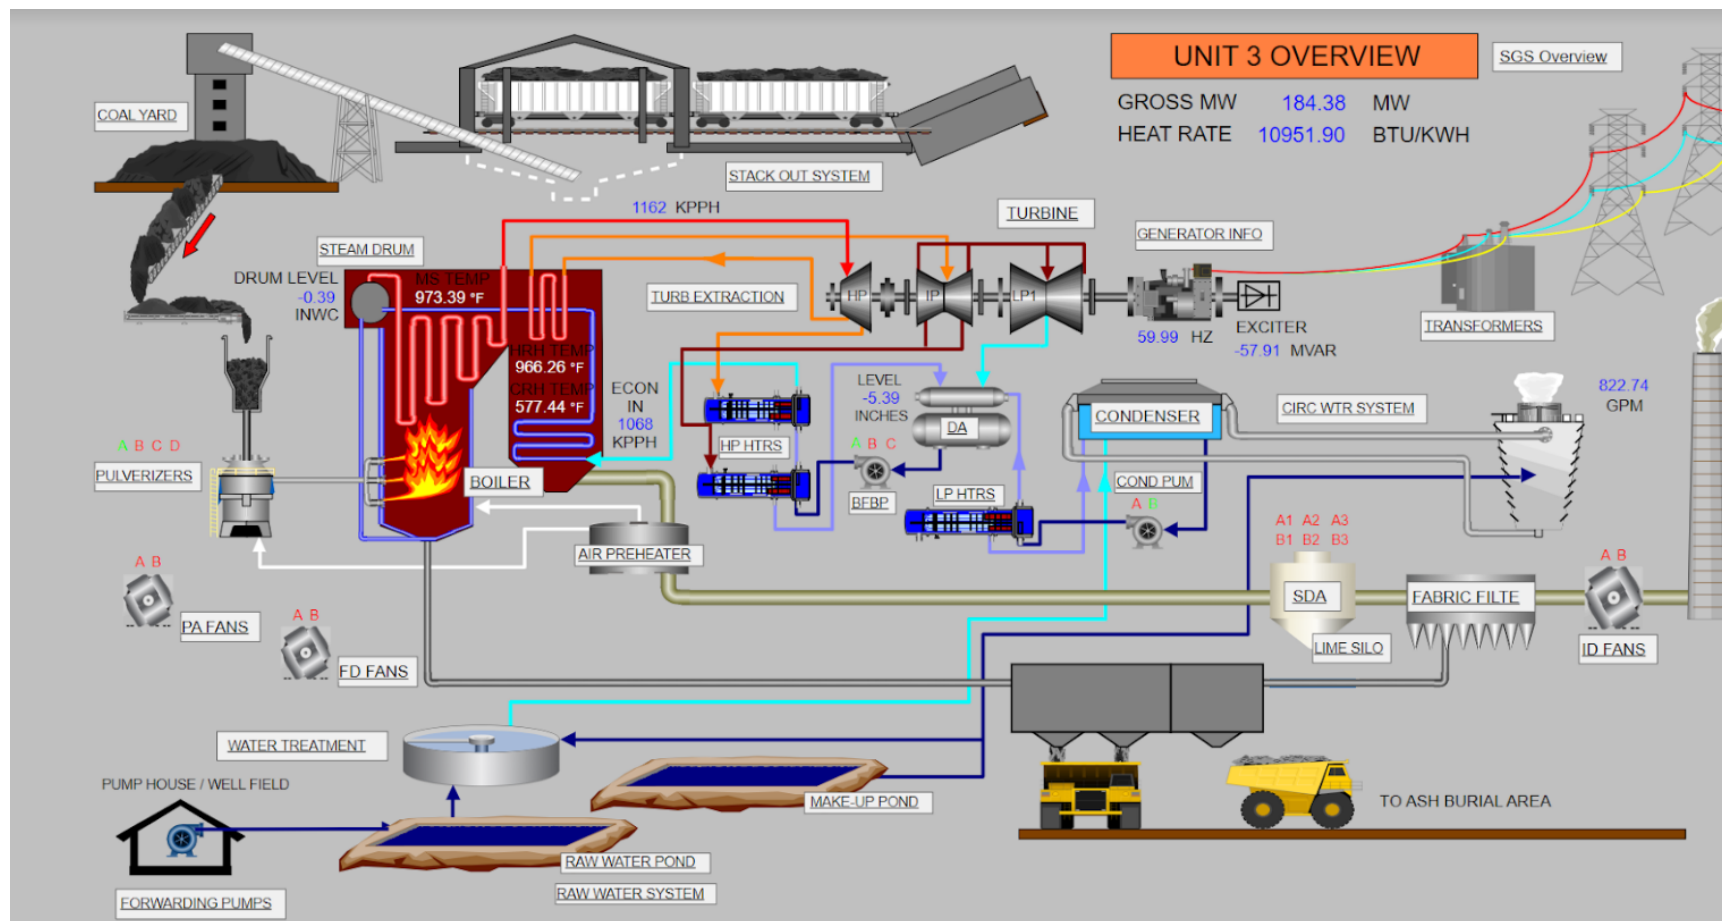 UNIT 3 OVERVIEW
SGS Overview
GROSS MW 184.38 MW
HEAT RATE 10951.90 BTU/KWH
COAL YARD
STACK OUT SYSTEM
1162 KPPH
TURBINE
GENERATOR INFO
STEAM DRUM
DRUM LEVEL
-0.39
INWC
MS TEMP
973.39 °F
TURB EXTRACTION
HP
IP
LP1
59.99 HZ
EXCITER
-57.91 MVAR
TRANSFORMERS
HRH TEMP
966.26 °F
CRH TEMP
577.44 °F
ECON
IN
1068
KPPH
LEVEL
-5.39
INCHES
DA
CONDENSER
CIRC WTR SYSTEM
822.74
GPM
A B C D
PULVERIZERS
BOILER
HP HTRS
A B C
BFBP
LP HTRS
COND PUM
A B
AIR PREHEATER
A1 A2 A3
B1 B2 B3
SDA
LIME SILO
FABRIC FILTE
A B
ID FANS
A B
PA FANS
A B
FD FANS
WATER TREATMENT
PUMP HOUSE / WELL FIELD
MAKE-UP POND
TO ASH BURIAL AREA
RAW WATER POND
RAW WATER SYSTEM
FORWARDING PUMPS